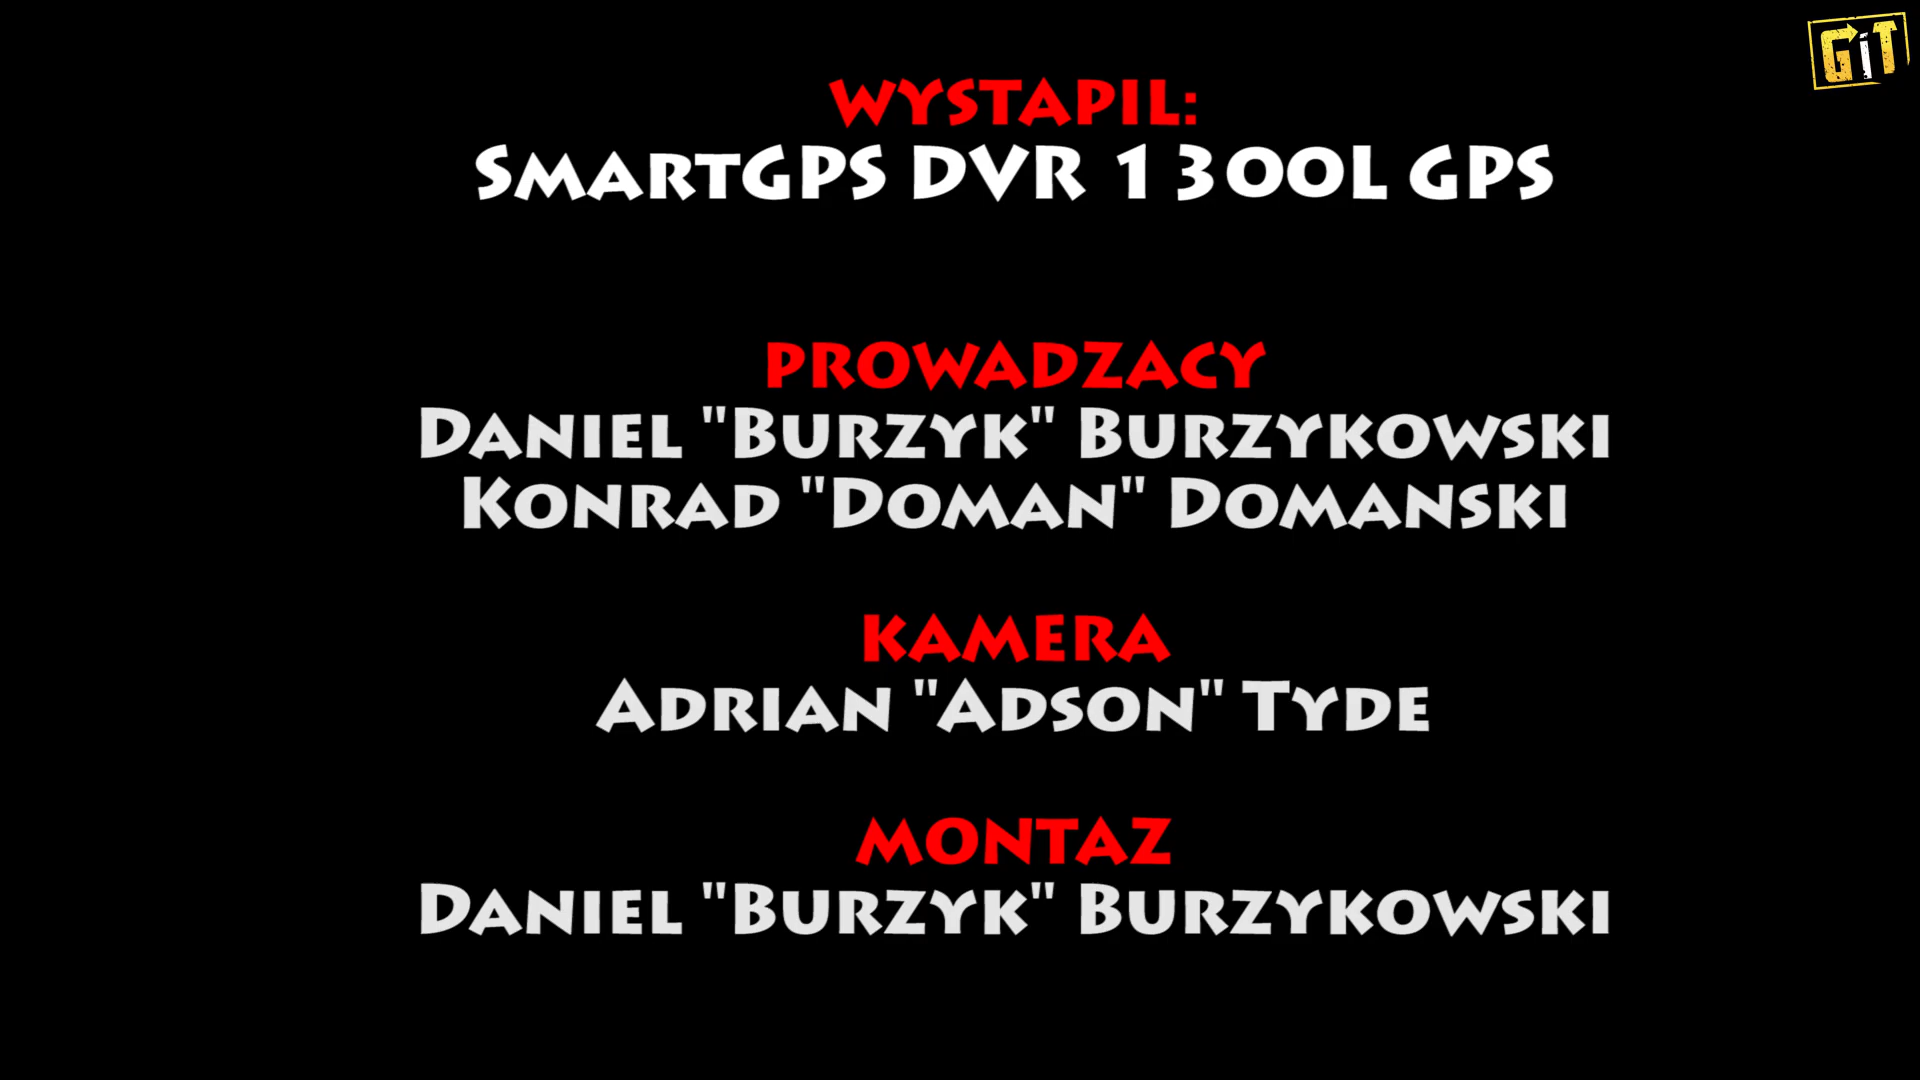 GiT
WYSTAPIL:
SMARTGPS DVR 1300L GPS
PROWADZACY
DANIEL "BURZYK" BURZYKOWSKI
KONRAD "DOMAN" DOMANSKI
KAMERA
ADRIAN "ADSON" TYDE
MONTAZ
DANIEL "BURZYK" BURZYKOWSKI